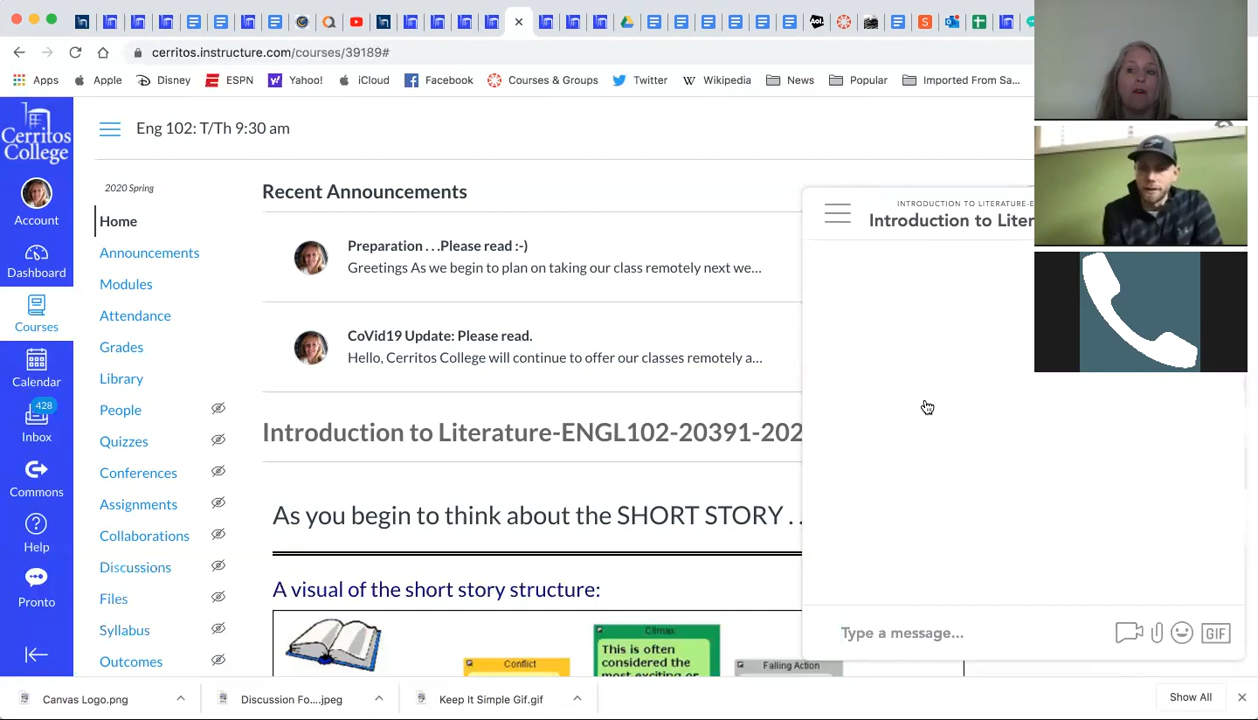 cerritos.instructure.com/courses/39189#
Apps
Apple
Disney
ESPN
Yahoo!
iCloud
Facebook
Courses & Groups
Twitter
Wikipedia
News
Popular
Imported From Sa...
Cerritos
College
Account
Dashboard
Courses
Calendar
428
Inbox
Commons
Help
Pronto
Eng 102: T/Th 9:30 am
2020 Spring
Home
Announcements
Modules
Attendance
Grades
Library
People
Quizzes
Conferences
Assignments
Collaborations
Discussions
Files
Syllabus
Outcomes
Recent Announcements
Preparation . . .Please read :-)
Greetings As we begin to plan on taking our class remotely next we...
CoVid19 Update: Please read.
Hello, Cerritos College will continue to offer our classes remotely a...
Introduction to Literature-ENGL102-20391-202
As you begin to think about the SHORT STORY . .
A visual of the short story structure:
Conflict
Climax
This is often
considered the
most exciting or
Falling Action
INTRODUCTION TO LITERATURE-E
Introduction to Liter
Type a message...
GIF
Canvas Logo.png
Discussion Fo....jpeg
Keep It Simple Gif.gif
Show All